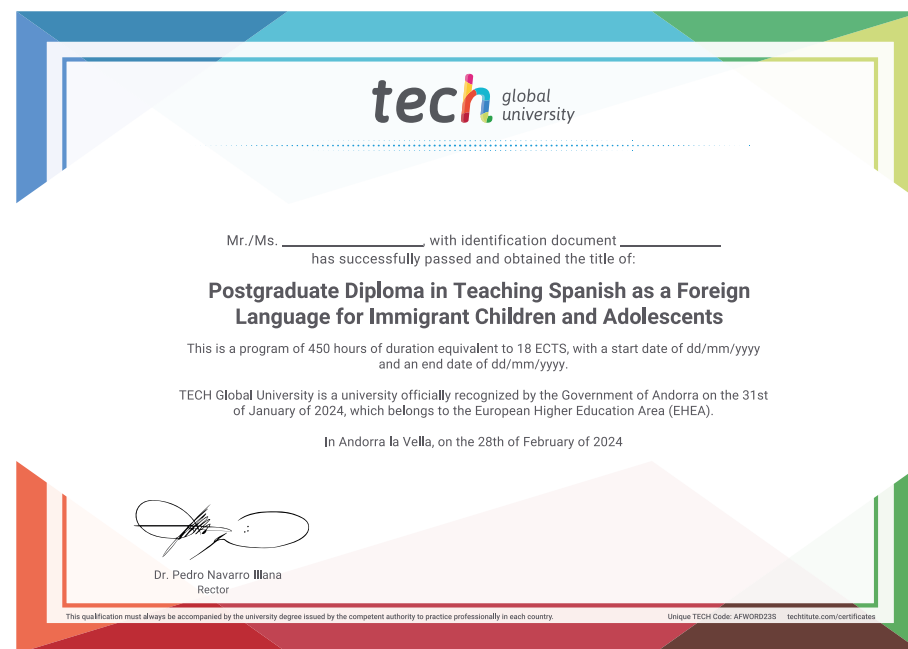 tech global university
Mr./Ms. ______________, with identification document __________
has successfully passed and obtained the title of:
Postgraduate Diploma in Teaching Spanish as a Foreign
Language for Immigrant Children and Adolescents
This is a program of 450 hours of duration equivalent to 18 ECTS, with a start date of dd/mm/yyyy
and an end date of dd/mm/yyyy.
TECH Global University is a university officially recognized by the Government of Andorra on the 31st
of January of 2024, which belongs to the European Higher Education Area (EHEA).
In Andorra la Vella, on the 28th of February of 2024
Dr. Pedro Navarro Illana
Rector
This qualification must always be accompanied by the university degree issued by the competent authority to practice professionally in each country.
Unique TECH Code: AFWORD23S techtitute.com/certificates